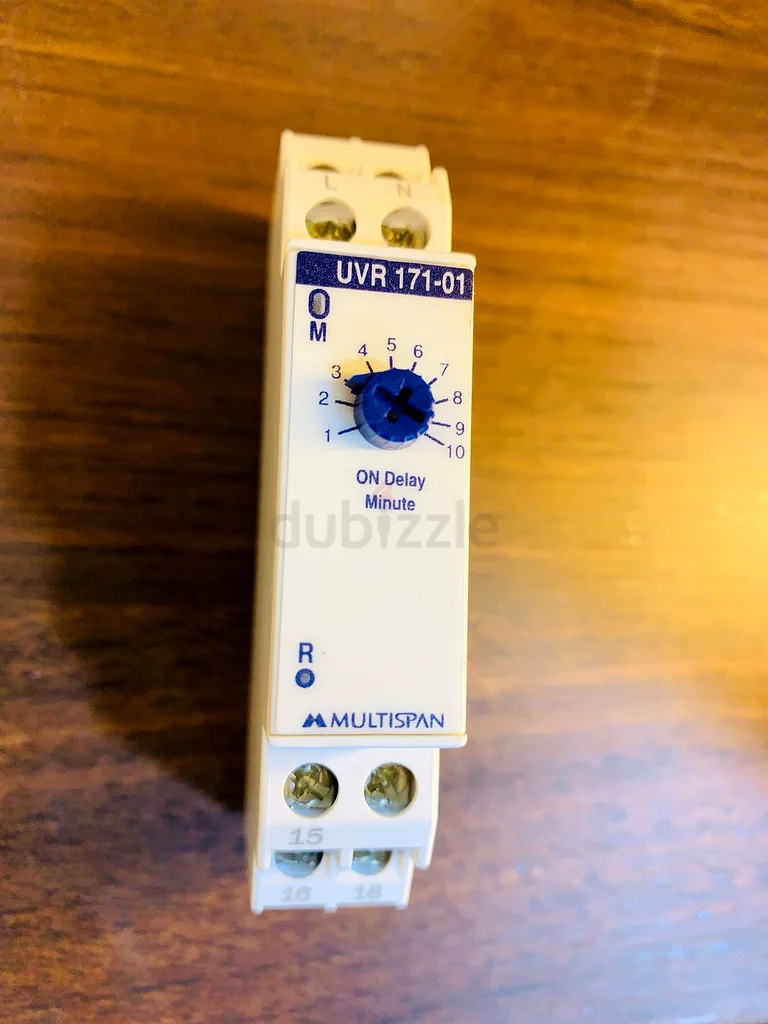 L N
UVR 171-01
M
1 2 3 4 5 6 7 8 9 10
ON Delay
Minute
dubizzle
R
MULTISPAN
15
16 18